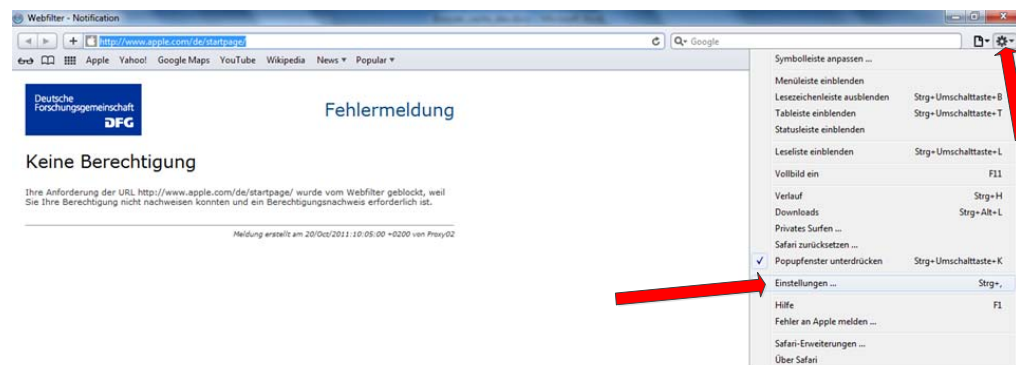 Webfilter - Notification
http://www.apple.com/de/startpage/
Google
Apple Yahoo! Google Maps YouTube Wikipedia News Popular
Deutsche
Forschungsgemeinschaft
DFG
Fehlermeldung
Keine Berechtigung
Ihre Anforderung der URL http://www.apple.com/de/startpage/ wurde vom Webfilter geblockt, weil
Sie Ihre Berechtigung nicht nachweisen konnten und ein Berechtigungsnachweis erforderlich ist.
Meldung erstellt am 20/Oct/2011:10:05:00 +0200 von Proxy02
Symbolleiste anpassen ...
Menüleiste einblenden
Lesezeichenleiste ausblenden Strg+Umschalttaste+B
Tableiste einblenden Strg+Umschalttaste+T
Statusleiste einblenden
Leseliste einblenden Strg+Umschalttaste+L
Vollbild ein F11
Verlauf Strg+H
Downloads Strg+Alt+L
Privates Surfen ...
Safari zurücksetzen ...
Popupfenster unterdrücken Strg+Umschalttaste+K
Einstellungen ... Strg+,
Hilfe F1
Fehler an Apple melden ...
Safari-Erweiterungen ...
Über Safari